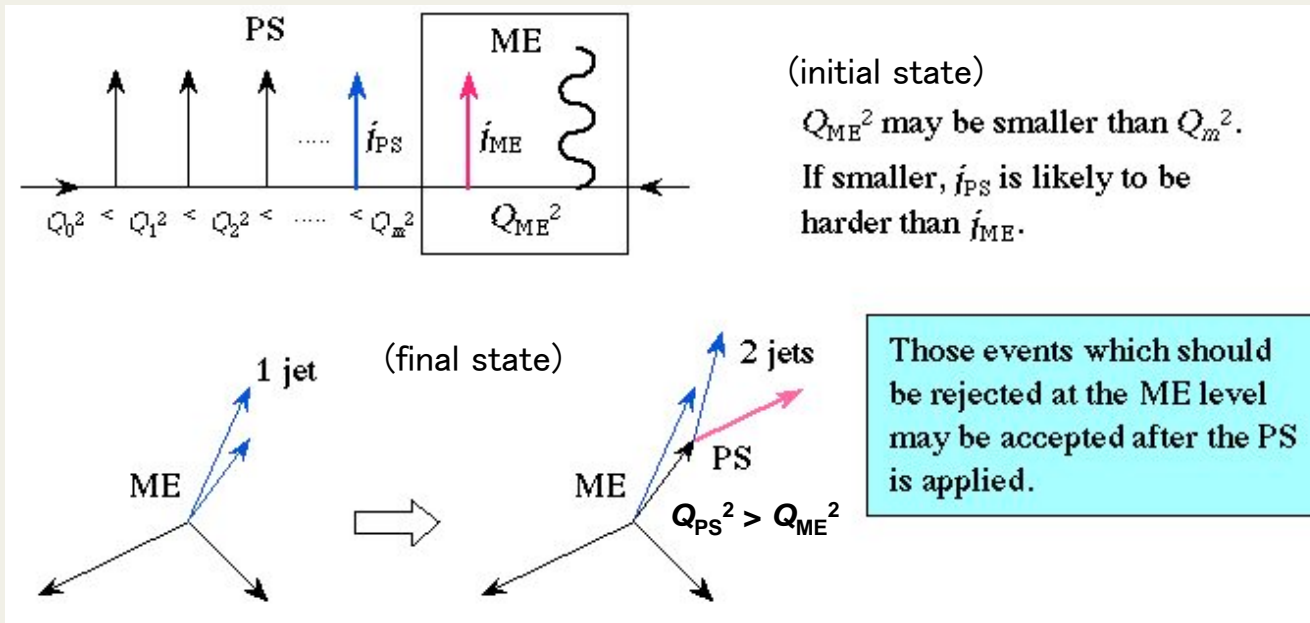 PS
ME
(initial state)
Q_ME² may be smaller than Q_m².
If smaller, j_PS is likely to be
harder than j_ME.
..... j_PS
j_ME
Q₀² < Q₁² < Q₂² < ..... < Q_m²
Q_ME²
(final state)
1 jet
ME
2 jets
PS
ME
Q_PS² > Q_ME²
Those events which should
be rejected at the ME level
may be accepted after the PS
is applied.